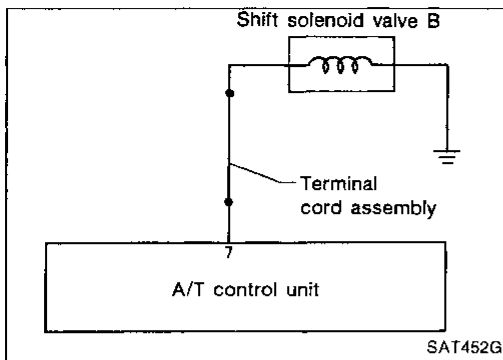 Shift solenoid valve B
Terminal
cord assembly
7
A/T control unit
SAT452G